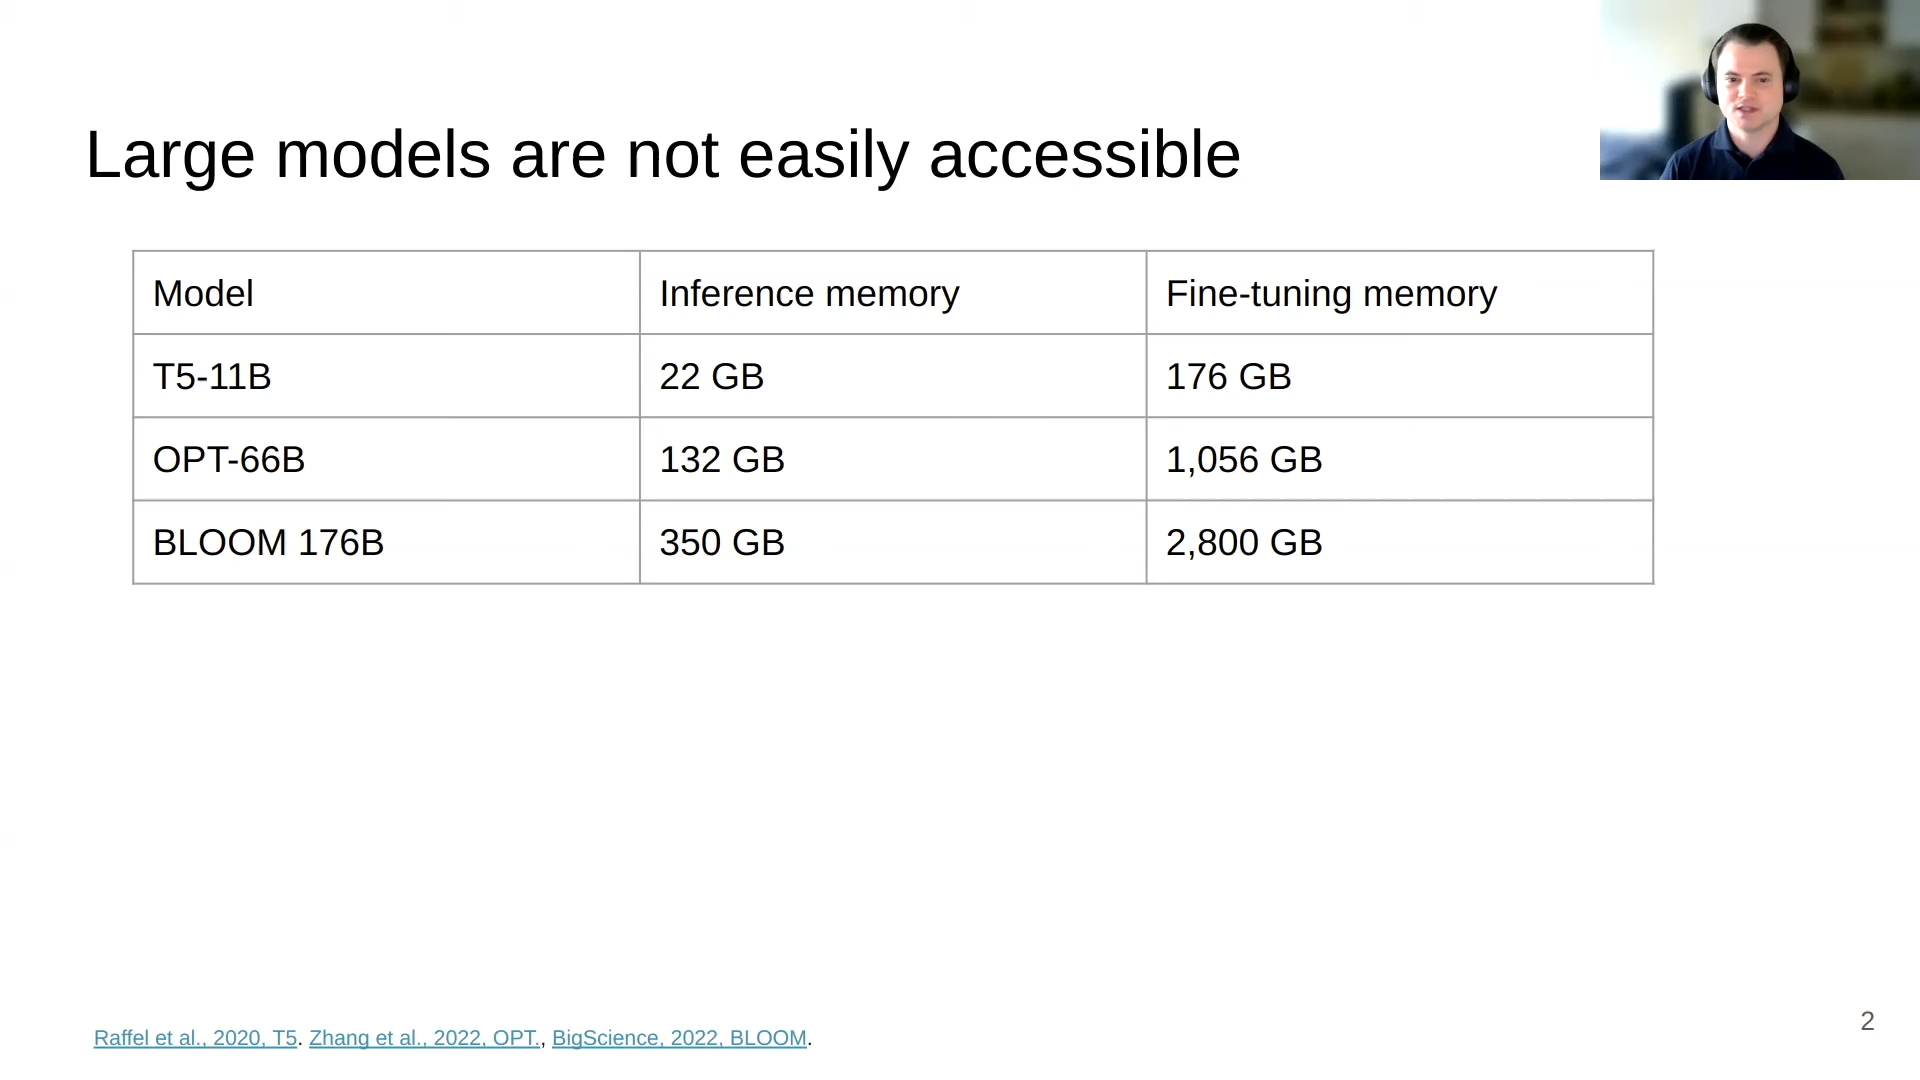 Large models are not easily accessible
Model Inference memory Fine-tuning memory
T5-11B 22 GB 176 GB
OPT-66B 132 GB 1,056 GB
BLOOM 176B 350 GB 2,800 GB
Raffel et al., 2020, T5. Zhang et al., 2022, OPT., BigScience, 2022, BLOOM.
2